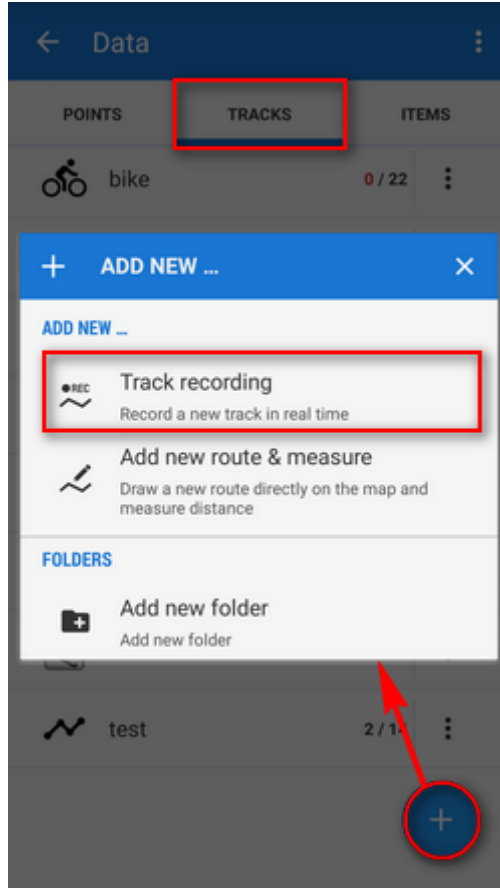 Data
POINTS TRACKS ITEMS
bike 0 / 22
+ ADD NEW ...
ADD NEW ...
REC Track recording
Record a new track in real time
Add new route & measure
Draw a new route directly on the map and
measure distance
FOLDERS
Add new folder
Add new folder
test 2 / 14